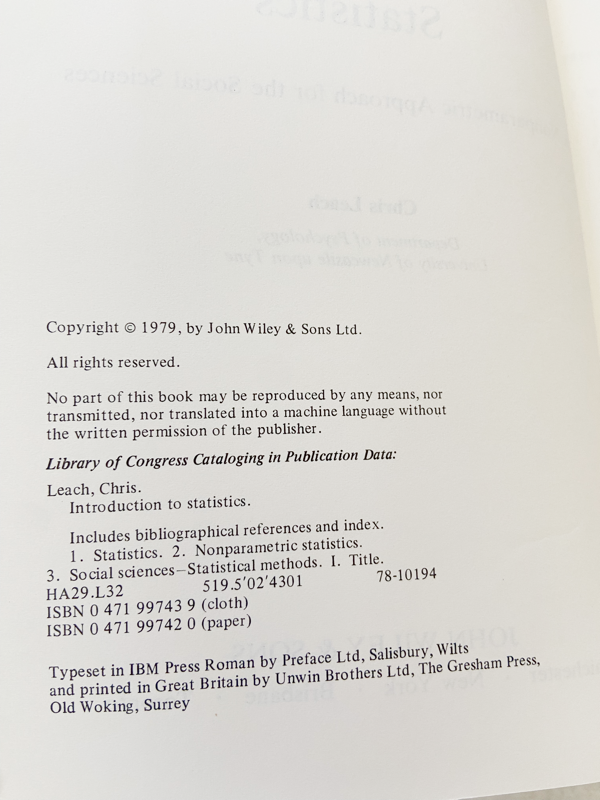 Copyright © 1979, by John Wiley & Sons Ltd.
All rights reserved.
No part of this book may be reproduced by any means, nor
transmitted, nor translated into a machine language without
the written permission of the publisher.
Library of Congress Cataloging in Publication Data:
Leach, Chris.
Introduction to statistics.
Includes bibliographical references and index.
1. Statistics. 2. Nonparametric statistics.
3. Social sciences—Statistical methods. I. Title.
HA29.L32 519.5'02'4301 78-10194
ISBN 0 471 99743 9 (cloth)
ISBN 0 471 99742 0 (paper)
Typeset in IBM Press Roman by Preface Ltd, Salisbury, Wilts
and printed in Great Britain by Unwin Brothers Ltd, The Gresham Press,
Old Woking, Surrey